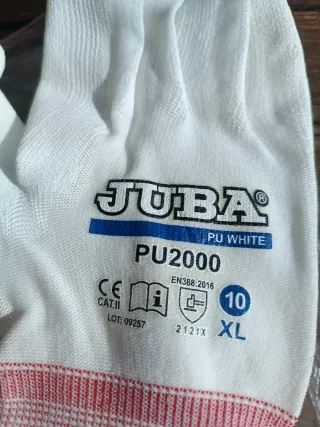 JUBA®
PU WHITE
PU2000
EN388:2016
CE
CAT.II
i
10
LOT: 09257
2121X
XL